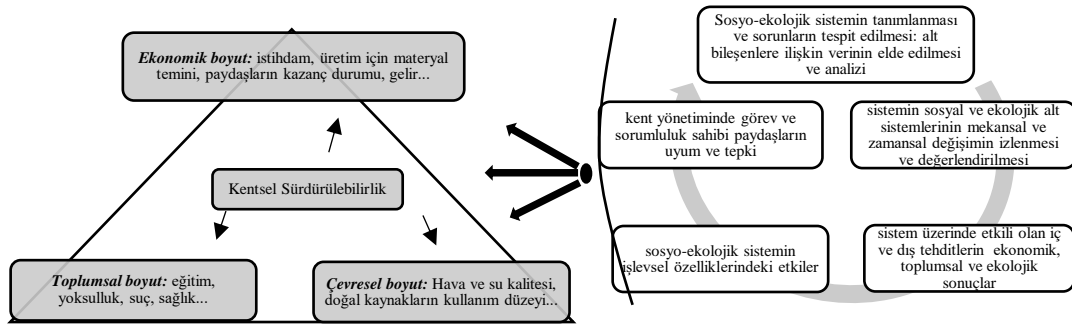 Ekonomik boyut: istihdam, üretim için materyal
temini, paydaşların kazanç durumu, gelir...
Kentsel Sürdürülebilirlik
Toplumsal boyut: eğitim,
yoksulluk, suç, sağlık...
Çevresel boyut: Hava ve su kalitesi,
doğal kaynakların kullanım düzeyi...
Sosyo-ekolojik sistemin tanımlanması
ve sorunların tespit edilmesi: alt
bileşenlere ilişkin verinin elde edilmesi
ve analizi
kent yönetiminde görev ve
sorumluluk sahibi paydaşların
uyum ve tepki
sistemin sosyal ve ekolojik alt
sistemlerinin mekansal ve
zamansal değişimin izlenmesi
ve değerlendirilmesi
sosyo-ekolojik sistemin
işlevsel özelliklerindeki etkiler
sistem üzerinde etkili olan iç
ve dış tehditlerin ekonomik,
toplumsal ve ekolojik
sonuçlar